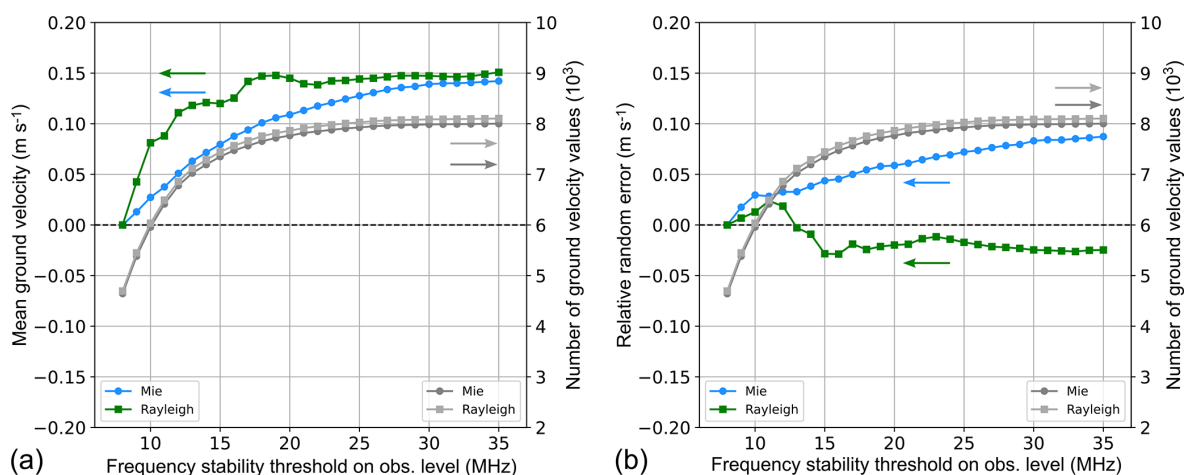 0.20
0.15
0.10
0.05
0.00
−0.05
−0.10
−0.15
−0.20
Mean ground velocity (m s⁻¹)
10
9
8
7
6
5
4
3
2
Number of ground velocity values (10³)
Mie
Rayleigh
Mie
Rayleigh
10 15 20 25 30 35
Frequency stability threshold on obs. level (MHz)
(a)
0.20
0.15
0.10
0.05
0.00
−0.05
−0.10
−0.15
−0.20
Relative random error (m s⁻¹)
10
9
8
7
6
5
4
3
2
Number of ground velocity values (10³)
Mie
Rayleigh
Mie
Rayleigh
10 15 20 25 30 35
Frequency stability threshold on obs. level (MHz)
(b)